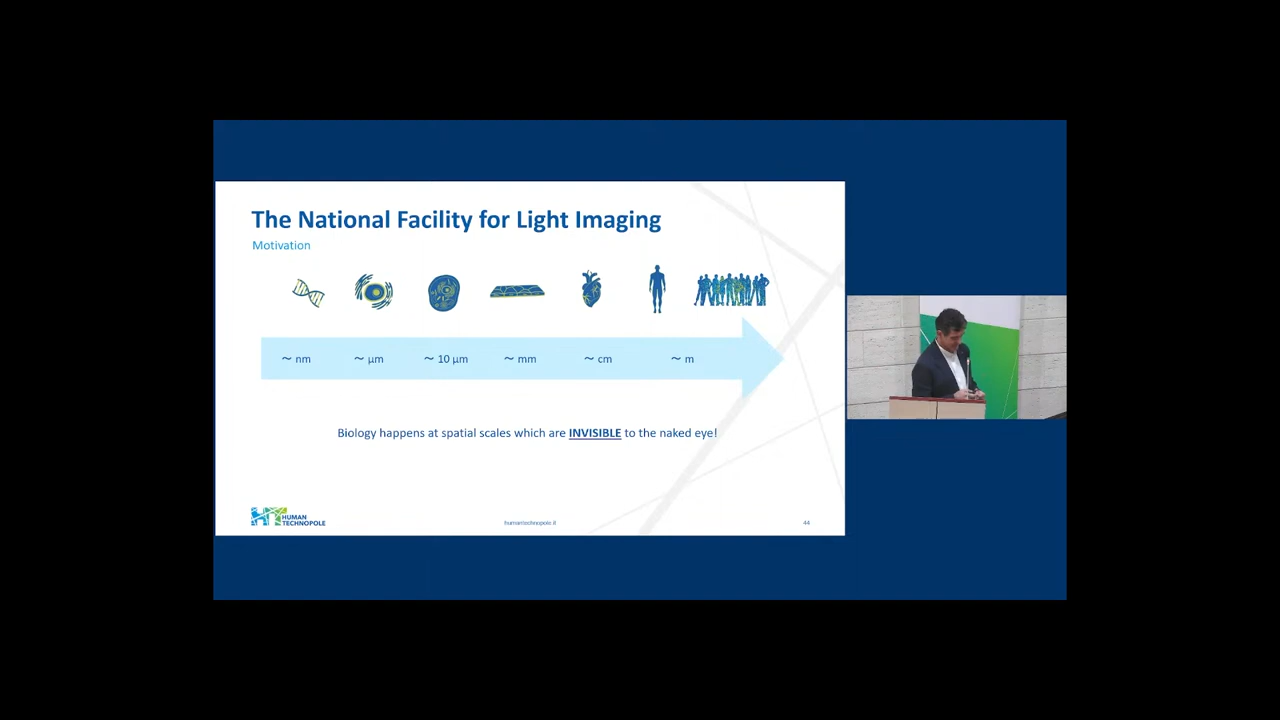 The National Facility for Light Imaging
Motivation
~ nm ~ µm ~ 10 µm ~ mm ~ cm ~ m
Biology happens at spatial scales which are INVISIBLE to the naked eye!
HT HUMAN
TECHNOPOLE
humantechnopole.it
44